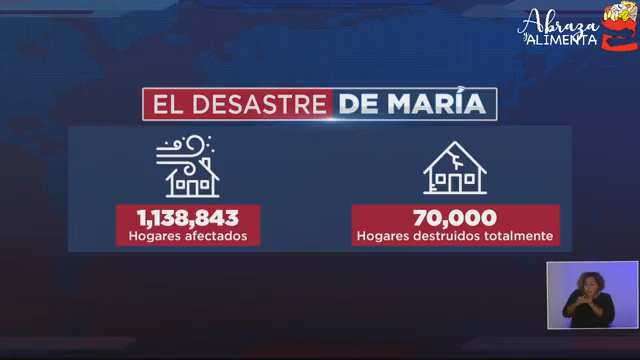 Abraza
y ALIMENTA
EL DESASTRE DE MARÍA
1,138,843
Hogares afectados
70,000
Hogares destruidos totalmente